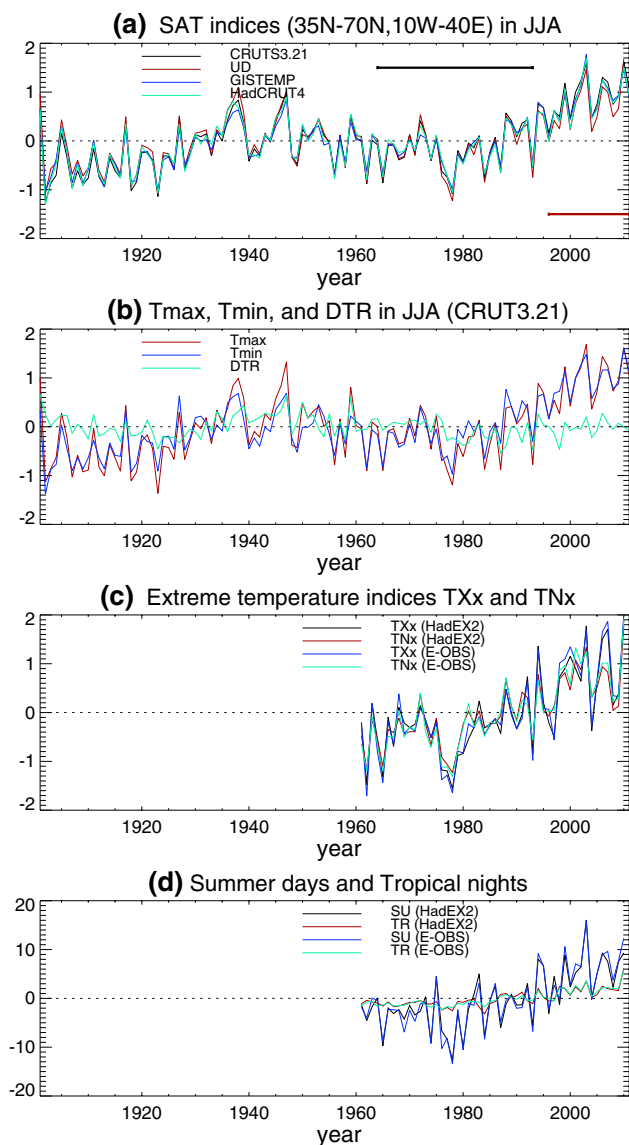 (a) SAT indices (35N-70N,10W-40E) in JJA
2
1
0
-1
-2
CRUTS3.21
UD
GISTEMP
HadCRUT4
1920
1940
1960
1980
2000
year
(b) Tmax, Tmin, and DTR in JJA (CRUT3.21)
2
1
0
-1
-2
Tmax
Tmin
DTR
1920
1940
1960
1980
2000
year
(c) Extreme temperature indices TXx and TNx
2
1
0
-1
-2
TXx (HadEX2)
TNx (HadEX2)
TXx (E-OBS)
TNx (E-OBS)
1920
1940
1960
1980
2000
year
(d) Summer days and Tropical nights
20
10
0
-10
-20
SU (HadEX2)
TR (HadEX2)
SU (E-OBS)
TR (E-OBS)
1920
1940
1960
1980
2000
year